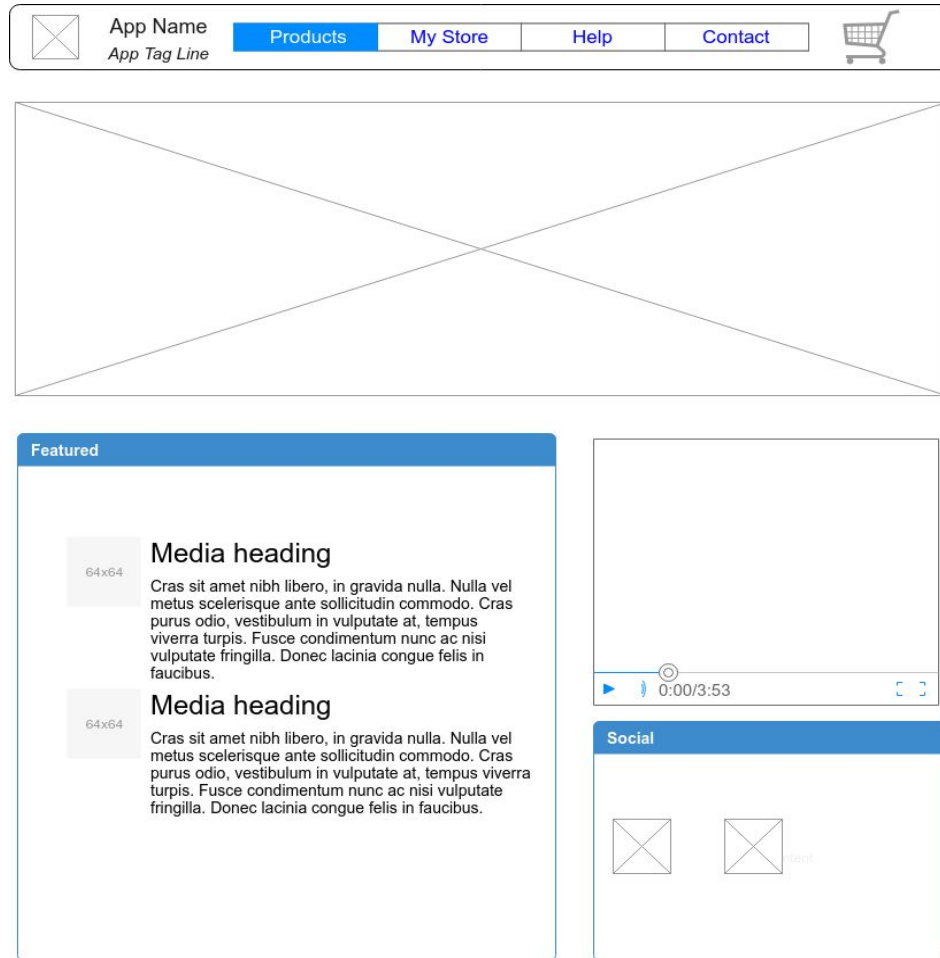 App Name
App Tag Line
Products
My Store
Help
Contact
Featured
64x64
Media heading
Cras sit amet nibh libero, in gravida nulla. Nulla vel
metus scelerisque ante sollicitudin commodo. Cras
purus odio, vestibulum in vulputate at, tempus
viverra turpis. Fusce condimentum nunc ac nisi
vulputate fringilla. Donec lacinia congue felis in
faucibus.
64x64
Media heading
Cras sit amet nibh libero, in gravida nulla. Nulla vel
metus scelerisque ante sollicitudin commodo. Cras
purus odio, vestibulum in vulputate at, tempus viverra
turpis. Fusce condimentum nunc ac nisi vulputate
fringilla. Donec lacinia congue felis in faucibus.
0:00/3:53
Social